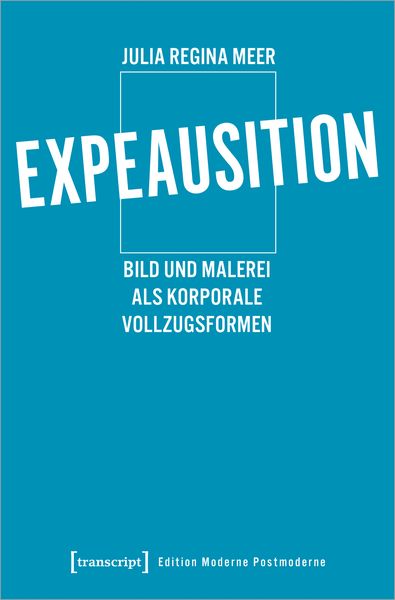 JULIA REGINA MEER
EXPEAUSITION
BILD UND MALEREI
ALS KORPORALE
VOLLZUGSFORMEN
[transcript] Edition Moderne Postmoderne